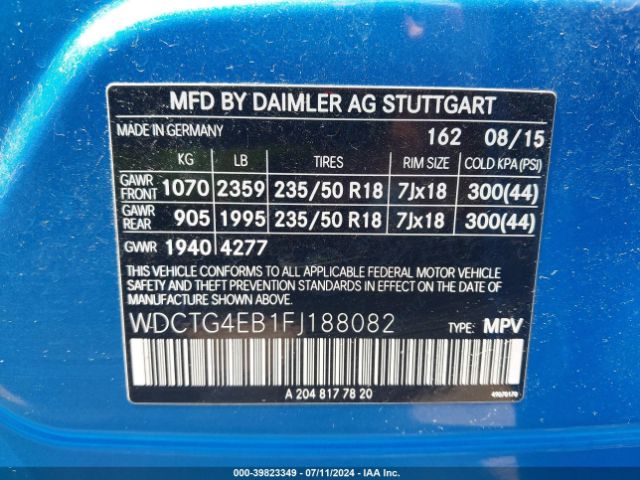 MFD BY DAIMLER AG STUTTGART
MADE IN GERMANY 162 08/15
KG LB TIRES RIM SIZE COLD KPA (PSI)
GAWR FRONT 1070 2359 235/50 R18 7Jx18 300(44)
GAWR REAR 905 1995 235/50 R18 7Jx18 300(44)
GVWR 1940 4277
THIS VEHICLE CONFORMS TO ALL APPLICABLE FEDERAL MOTOR VEHICLE
SAFETY AND THEFT PREVENTION STANDARDS IN EFFECT
ON THE DATE OF MANUFACTURE SHOWN ABOVE.
WDCTG4EB1FJ188082 TYPE: MPV
A 204 817 78 20
000-39823349 - 07/11/2024 - IAA Inc.